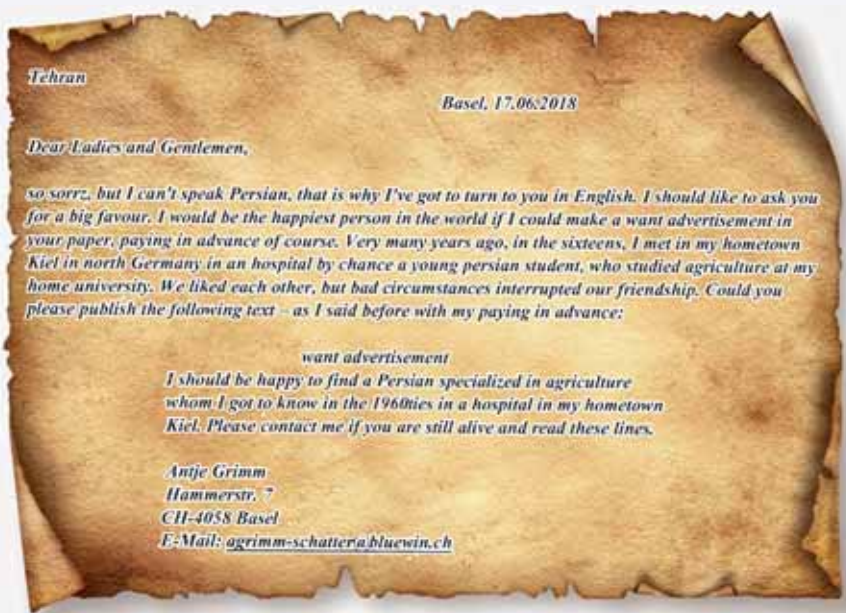 Tehran
Basel, 17.06.2018
Dear Ladies and Gentlemen,
so sorrz, but I can't speak Persian, that is why I've got to turn to you in English. I should like to ask you
for a big favour. I would be the happiest person in the world if I could make a want advertisement in
your paper, paying in advance of course. Very many years ago, in the sixteens, I met in my hometown
Kiel in north Germany in an hospital by chance a young persian student, who studied agriculture at my
home university. We liked each other, but bad circumstances interrupted our friendship. Could you
please publish the following text – as I said before with my paying in advance:
want advertisement
I should be happy to find a Persian specialized in agriculture
whom I got to know in the 1960ties in a hospital in my hometown
Kiel. Please contact me if you are still alive and read these lines.
Antje Grimm
Hammerstr. 7
CH-4058 Basel
E-Mail: agrimm-schatter@bluewin.ch